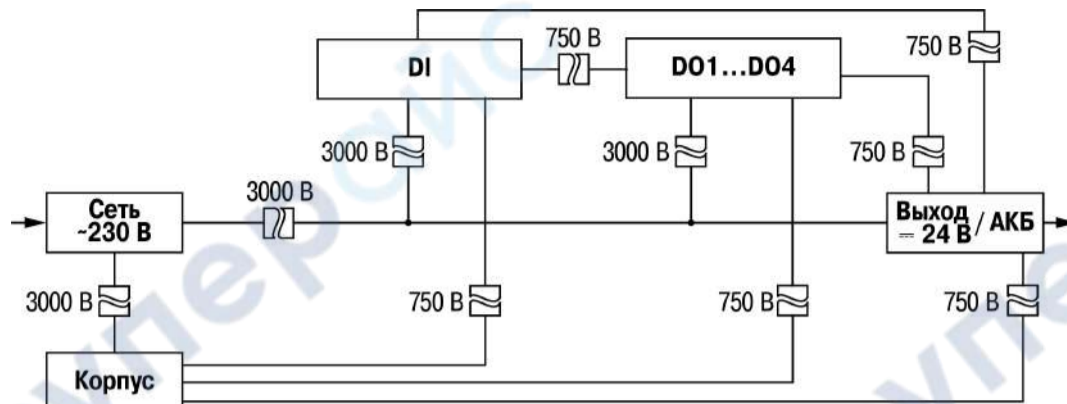 750 В
750 В
DI
DO1...DO4
3000 В
3000 В
750 В
3000 В
Сеть
~230 В
Выход
⎓ 24 В / АКБ
3000 В
750 В
750 В
750 В
Корпус